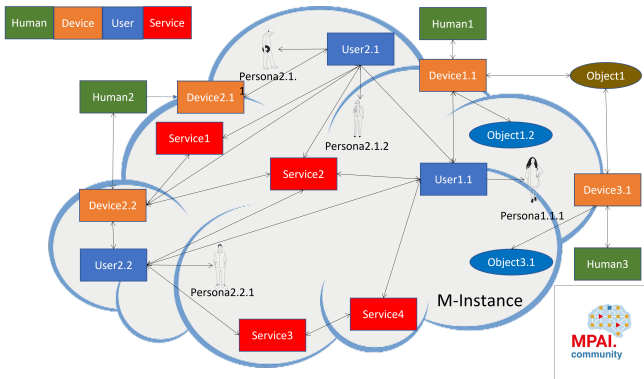 Human Device User Service
Human1
User2.1
Persona2.1.
1
Device1.1
Object1
Human2
Device2.1
Service1
Persona2.1.2
Object1.2
Service2
User1.1
Device2.2
Persona1.1.1
Device3.1
User2.2
Persona2.2.1
Object3.1
Human3
M-Instance
Service4
Service3
MPAI.
community